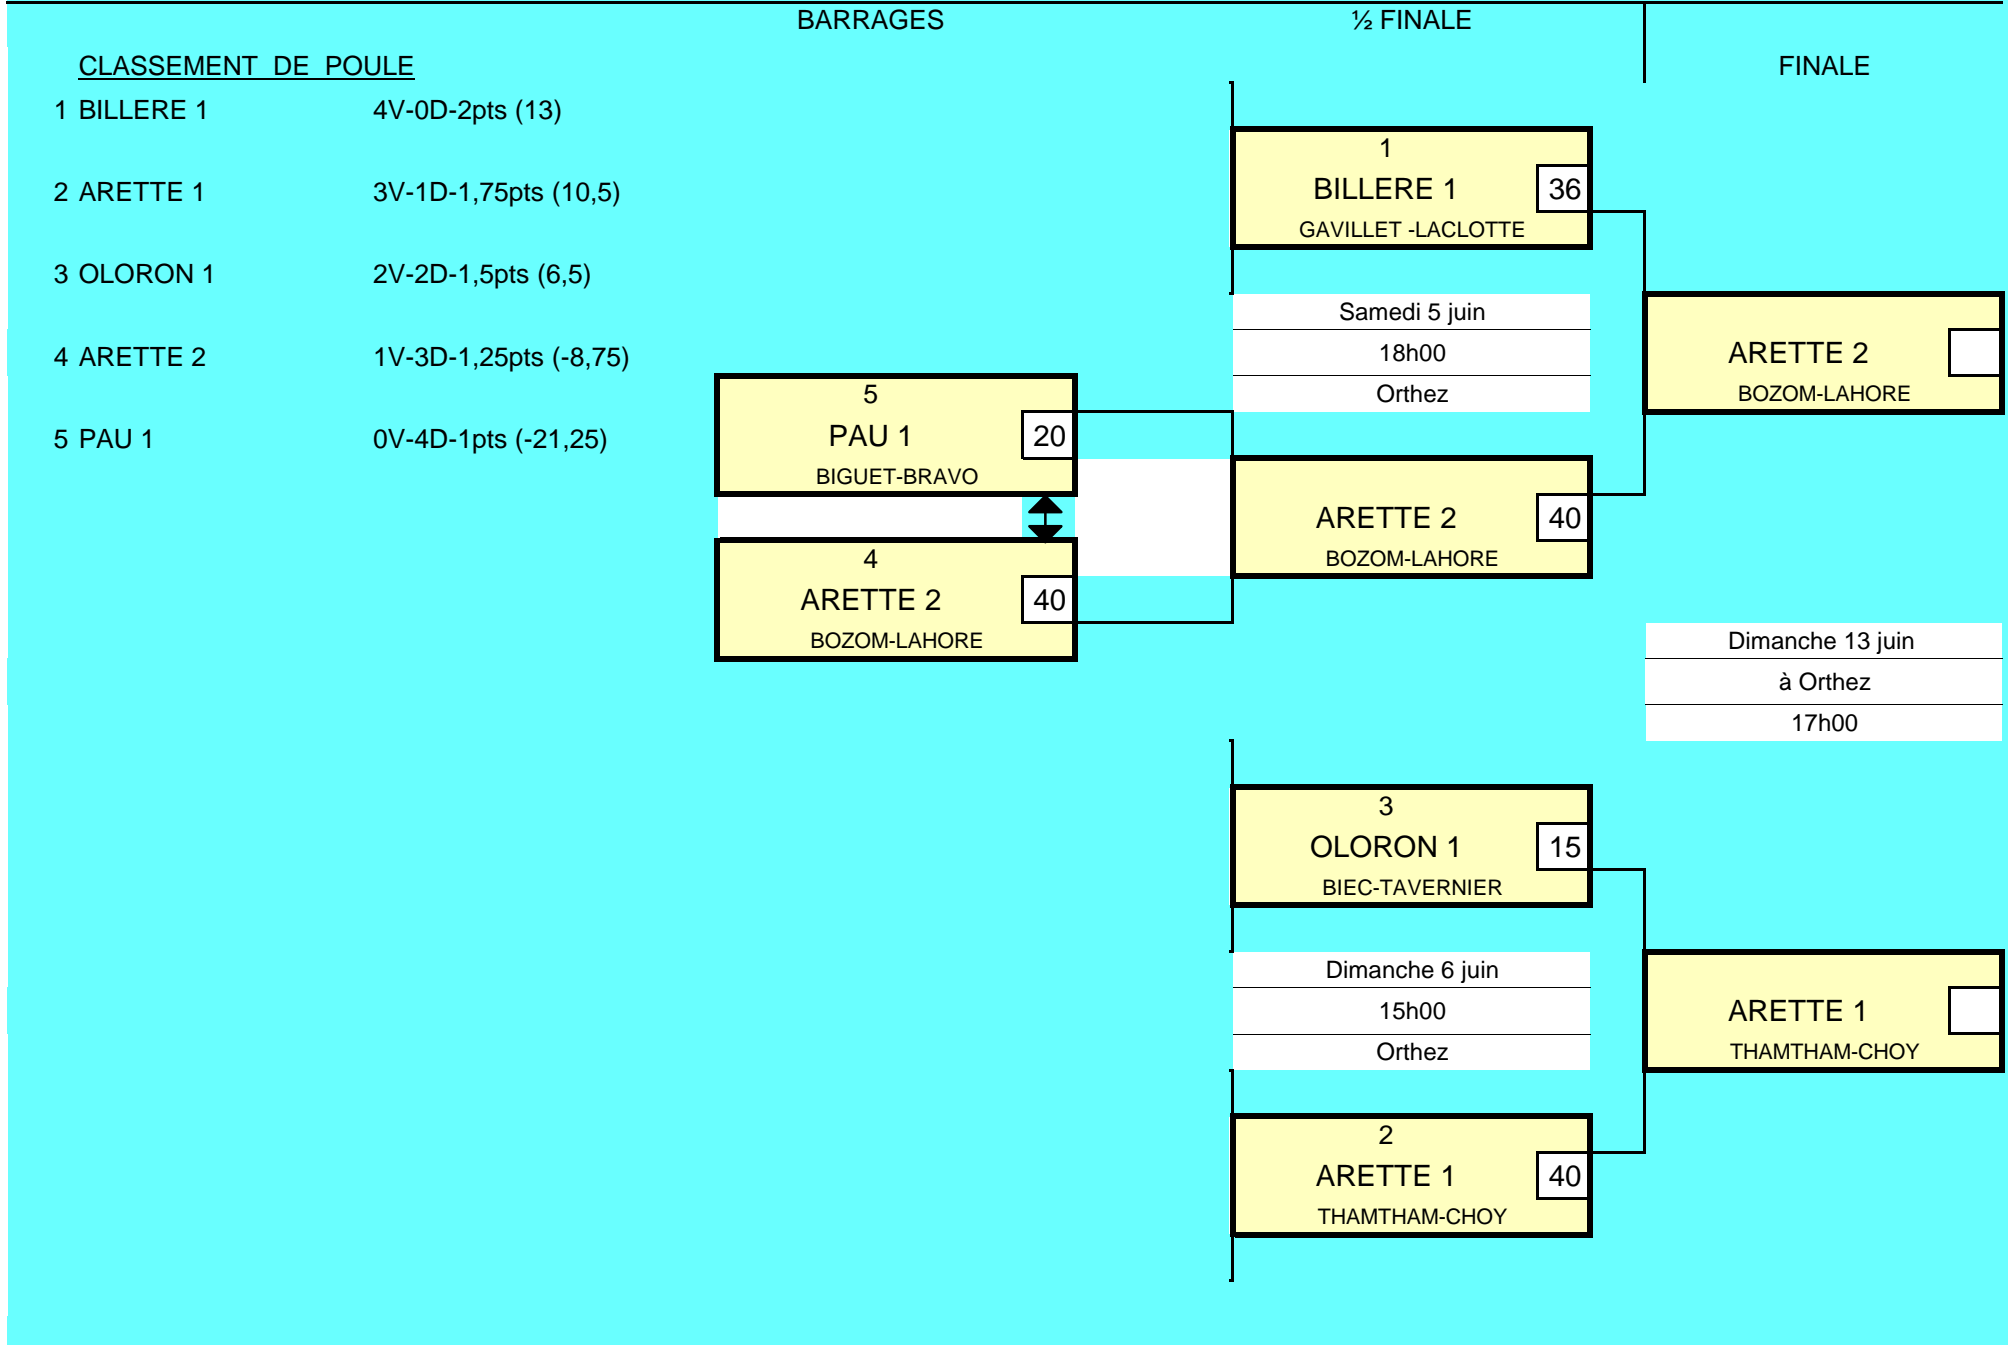 BARRAGES
½ FINALE
CLASSEMENT DE POULE
FINALE
1 BILLERE 1 4V-0D-2pts (13)
2 ARETTE 1 3V-1D-1,75pts (10,5)
3 OLORON 1 2V-2D-1,5pts (6,5)
4 ARETTE 2 1V-3D-1,25pts (-8,75)
5 PAU 1 0V-4D-1pts (-21,25)
5
PAU 1 20
BIGUET-BRAVO
4
ARETTE 2 40
BOZOM-LAHORE
1
BILLERE 1 36
GAVILLET -LACLOTTE
Samedi 5 juin
18h00
Orthez
ARETTE 2 40
BOZOM-LAHORE
3
OLORON 1 15
BIEC-TAVERNIER
Dimanche 6 juin
15h00
Orthez
2
ARETTE 1 40
THAMTHAM-CHOY
ARETTE 2
BOZOM-LAHORE
Dimanche 13 juin
à Orthez
17h00
ARETTE 1
THAMTHAM-CHOY